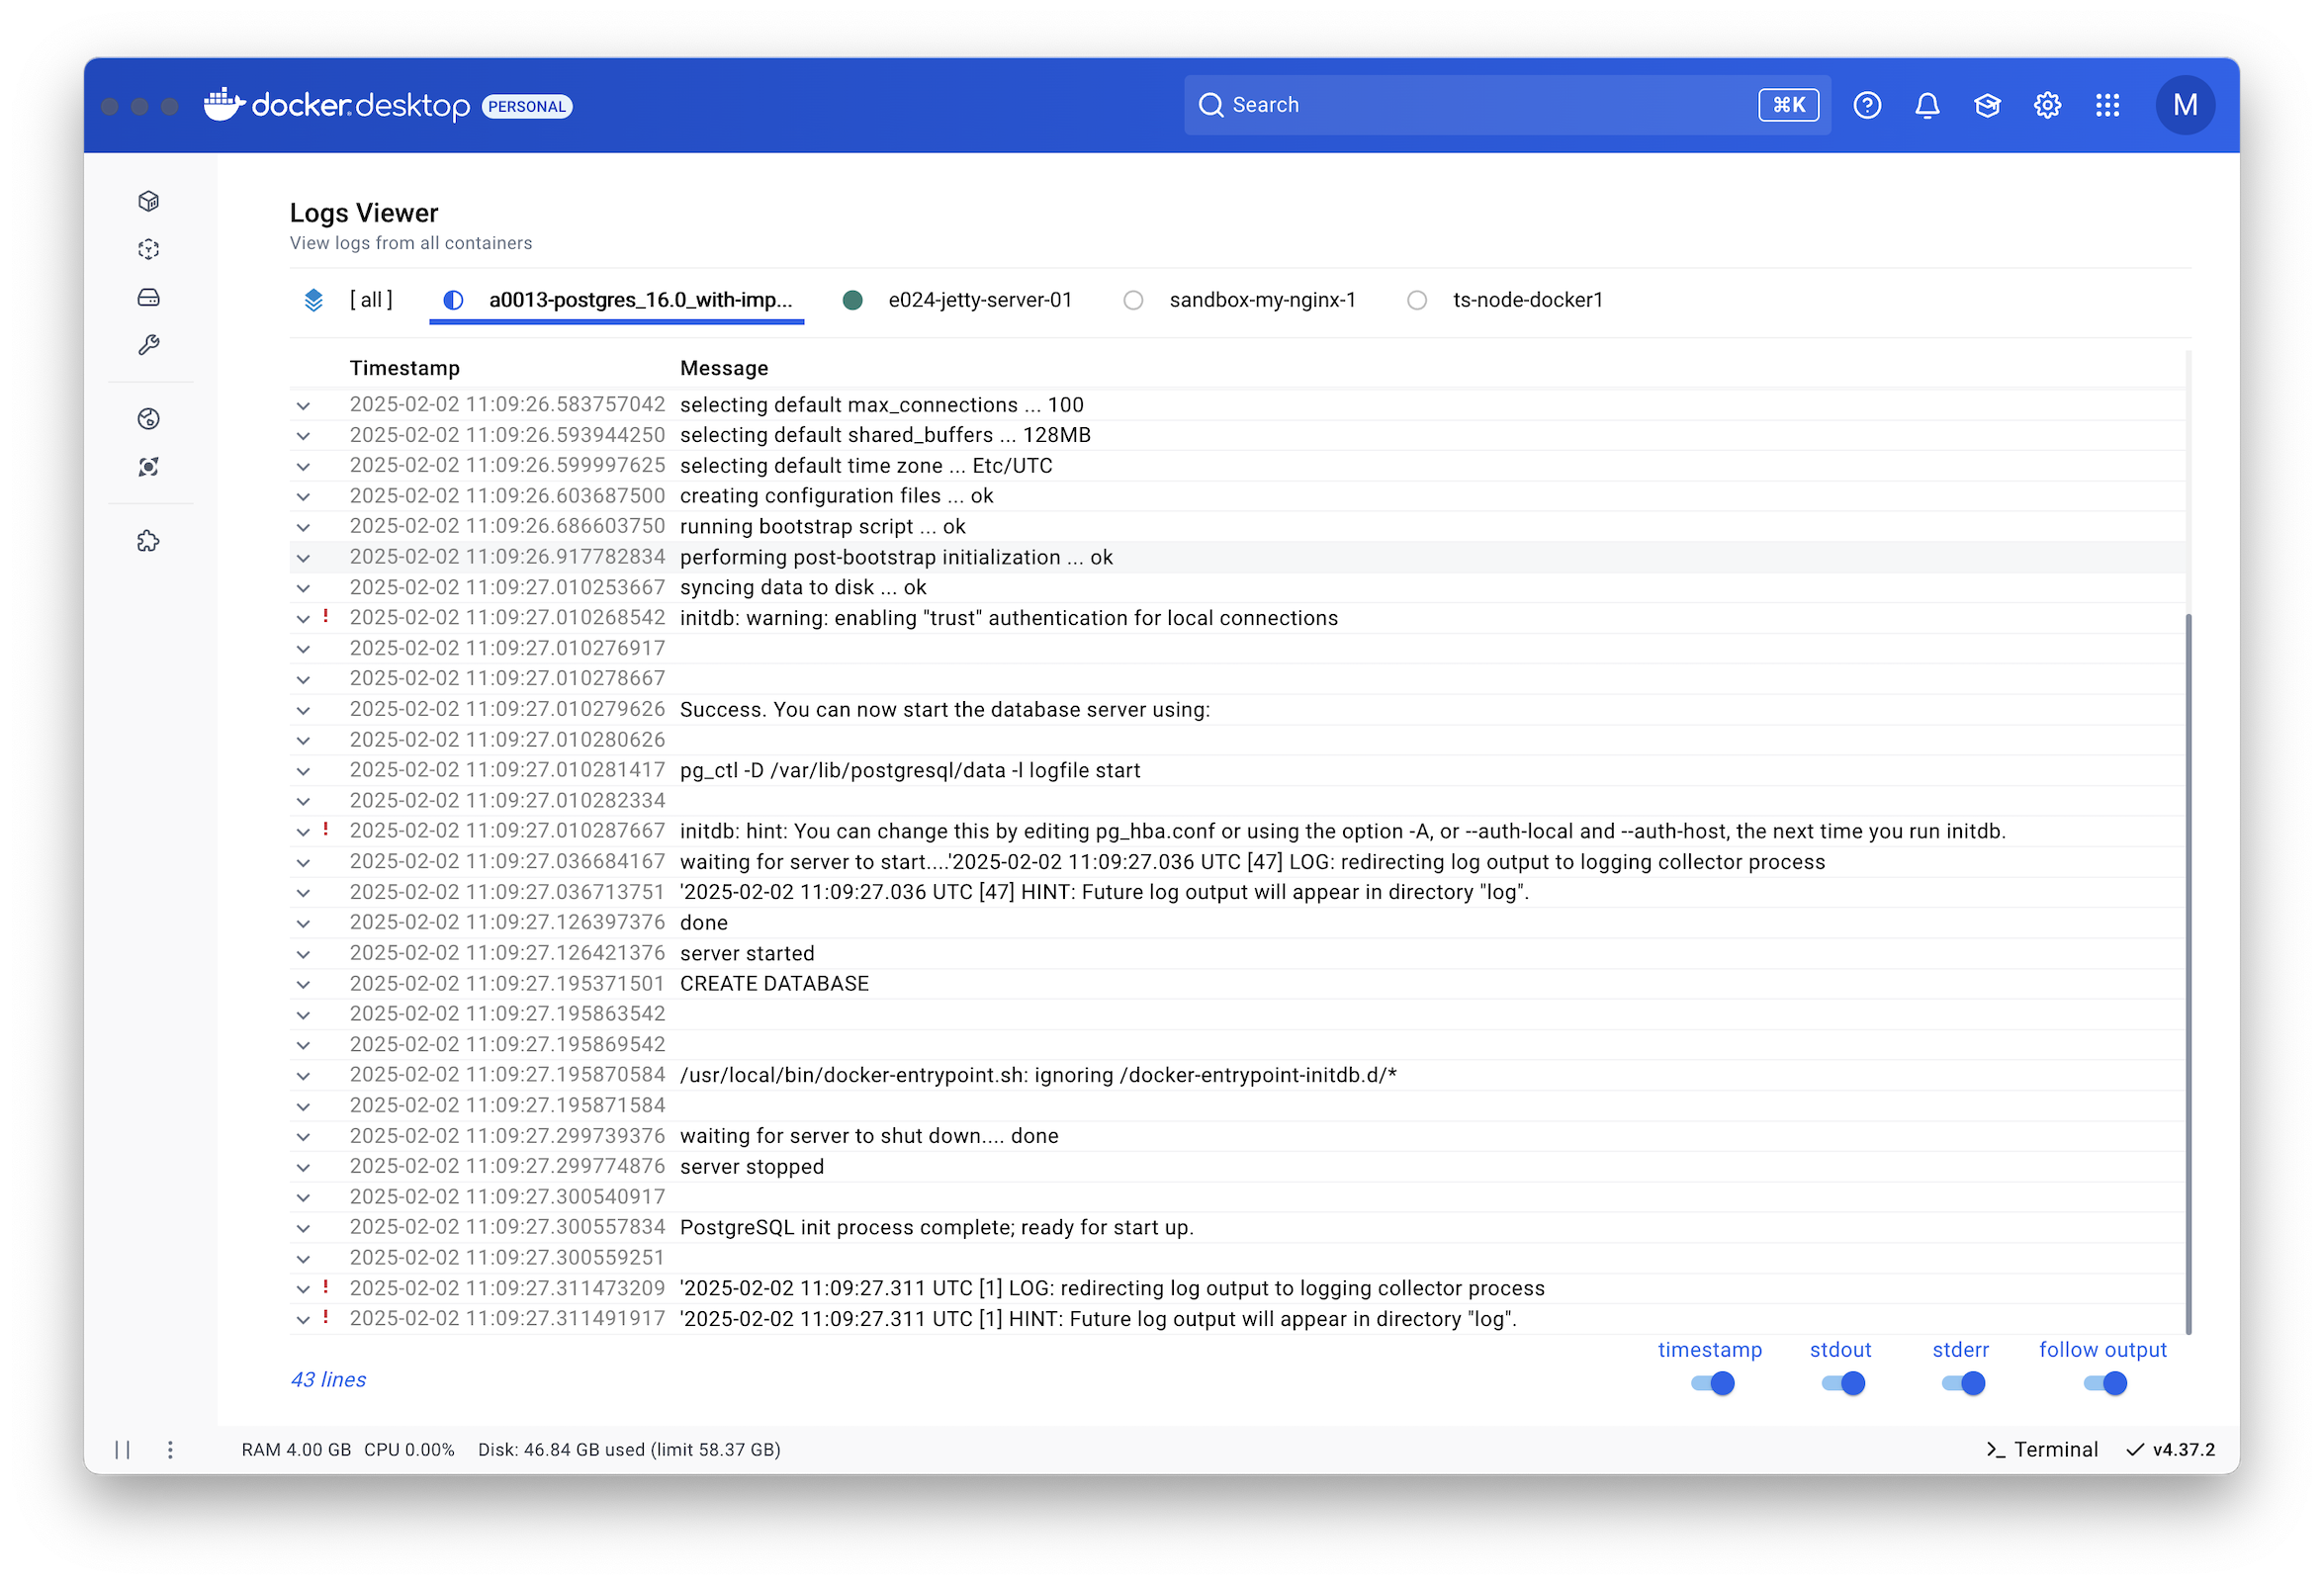 docker desktop PERSONAL Search ⌘K M
Logs Viewer
View logs from all containers
[ all ] a0013-postgres_16.0_with-imp... e024-jetty-server-01 sandbox-my-nginx-1 ts-node-docker1
Timestamp Message
2025-02-02 11:09:26.583757042 selecting default max_connections ... 100
2025-02-02 11:09:26.593944250 selecting default shared_buffers ... 128MB
2025-02-02 11:09:26.599997625 selecting default time zone ... Etc/UTC
2025-02-02 11:09:26.603687500 creating configuration files ... ok
2025-02-02 11:09:26.686603750 running bootstrap script ... ok
2025-02-02 11:09:26.917782834 performing post-bootstrap initialization ... ok
2025-02-02 11:09:27.010253667 syncing data to disk ... ok
! 2025-02-02 11:09:27.010268542 initdb: warning: enabling "trust" authentication for local connections
2025-02-02 11:09:27.010276917
2025-02-02 11:09:27.010278667
2025-02-02 11:09:27.010279626 Success. You can now start the database server using:
2025-02-02 11:09:27.010280626
2025-02-02 11:09:27.010281417 pg_ctl -D /var/lib/postgresql/data -l logfile start
2025-02-02 11:09:27.010282334
! 2025-02-02 11:09:27.010287667 initdb: hint: You can change this by editing pg_hba.conf or using the option -A, or --auth-local and --auth-host, the next time you run initdb.
2025-02-02 11:09:27.036684167 waiting for server to start....'2025-02-02 11:09:27.036 UTC [47] LOG: redirecting log output to logging collector process
2025-02-02 11:09:27.036713751 '2025-02-02 11:09:27.036 UTC [47] HINT: Future log output will appear in directory "log".
2025-02-02 11:09:27.126397376 done
2025-02-02 11:09:27.126421376 server started
2025-02-02 11:09:27.195371501 CREATE DATABASE
2025-02-02 11:09:27.195863542
2025-02-02 11:09:27.195869542
2025-02-02 11:09:27.195870584 /usr/local/bin/docker-entrypoint.sh: ignoring /docker-entrypoint-initdb.d/*
2025-02-02 11:09:27.195871584
2025-02-02 11:09:27.299739376 waiting for server to shut down.... done
2025-02-02 11:09:27.299774876 server stopped
2025-02-02 11:09:27.300540917
2025-02-02 11:09:27.300557834 PostgreSQL init process complete; ready for start up.
2025-02-02 11:09:27.300559251
! 2025-02-02 11:09:27.311473209 '2025-02-02 11:09:27.311 UTC [1] LOG: redirecting log output to logging collector process
! 2025-02-02 11:09:27.311491917 '2025-02-02 11:09:27.311 UTC [1] HINT: Future log output will appear in directory "log".
timestamp stdout stderr follow output
43 lines
RAM 4.00 GB CPU 0.00% Disk: 46.84 GB used (limit 58.37 GB) Terminal v4.37.2